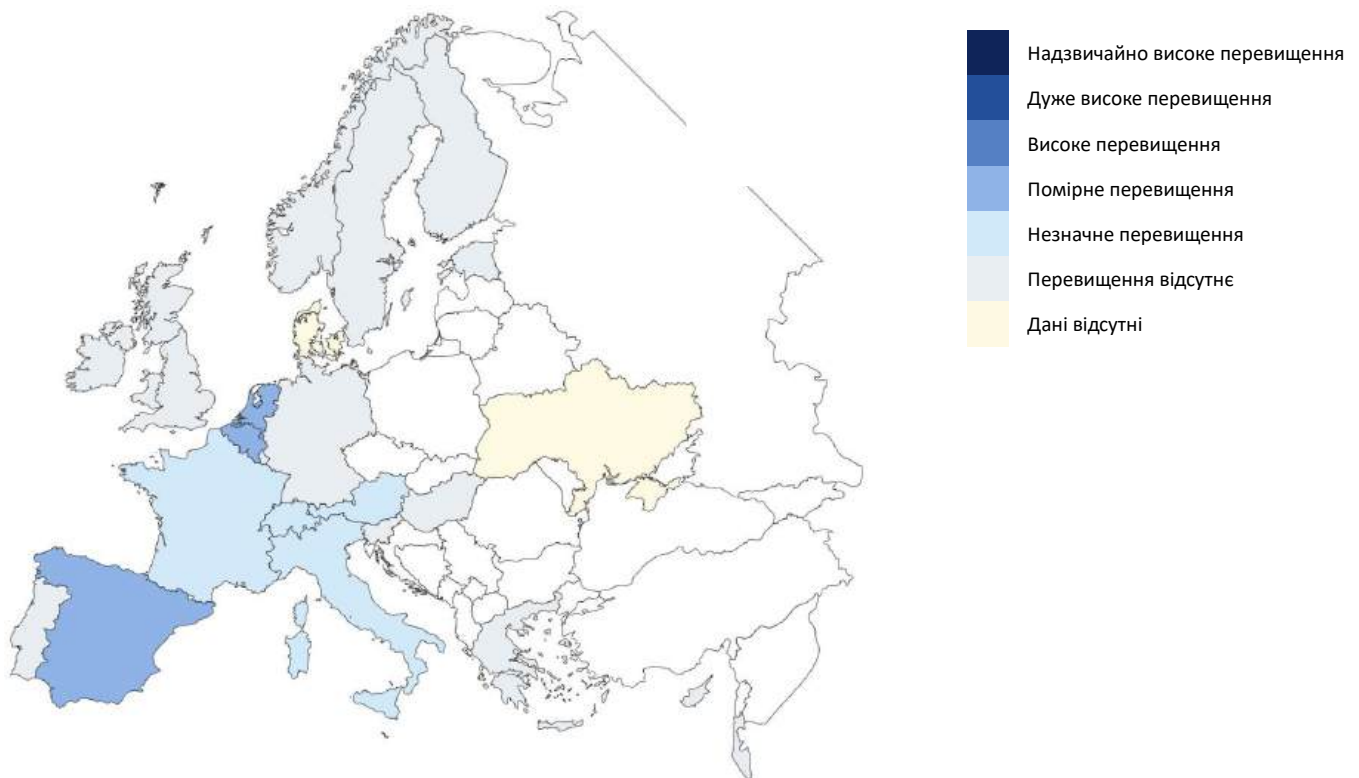 Надзвичайно високе перевищення
Дуже високе перевищення
Високе перевищення
Помірне перевищення
Незначне перевищення
Перевищення відсутнє
Дані відсутні